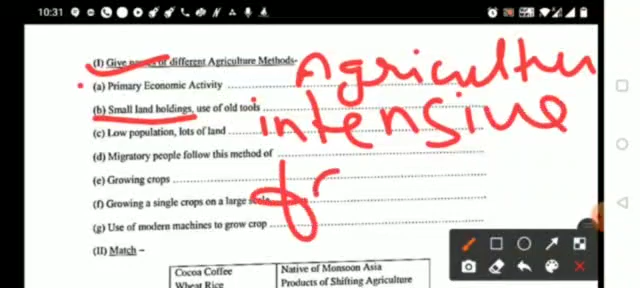 10:31
(I) Give names of different Agriculture Methods-
(a) Primary Economic Activity
Agricultur
(b) Small land holdings, use of old tools
intensive
(c) Low population, lots of land
(d) Migratory people follow this method of
(e) Growing crops
(f) Growing a single crops on a large scale
(g) Use of modern machines to grow crop
(II) Match –
Cocoa Coffee Native of Monsoon Asia
Wheat Rice Products of Shifting Agriculture